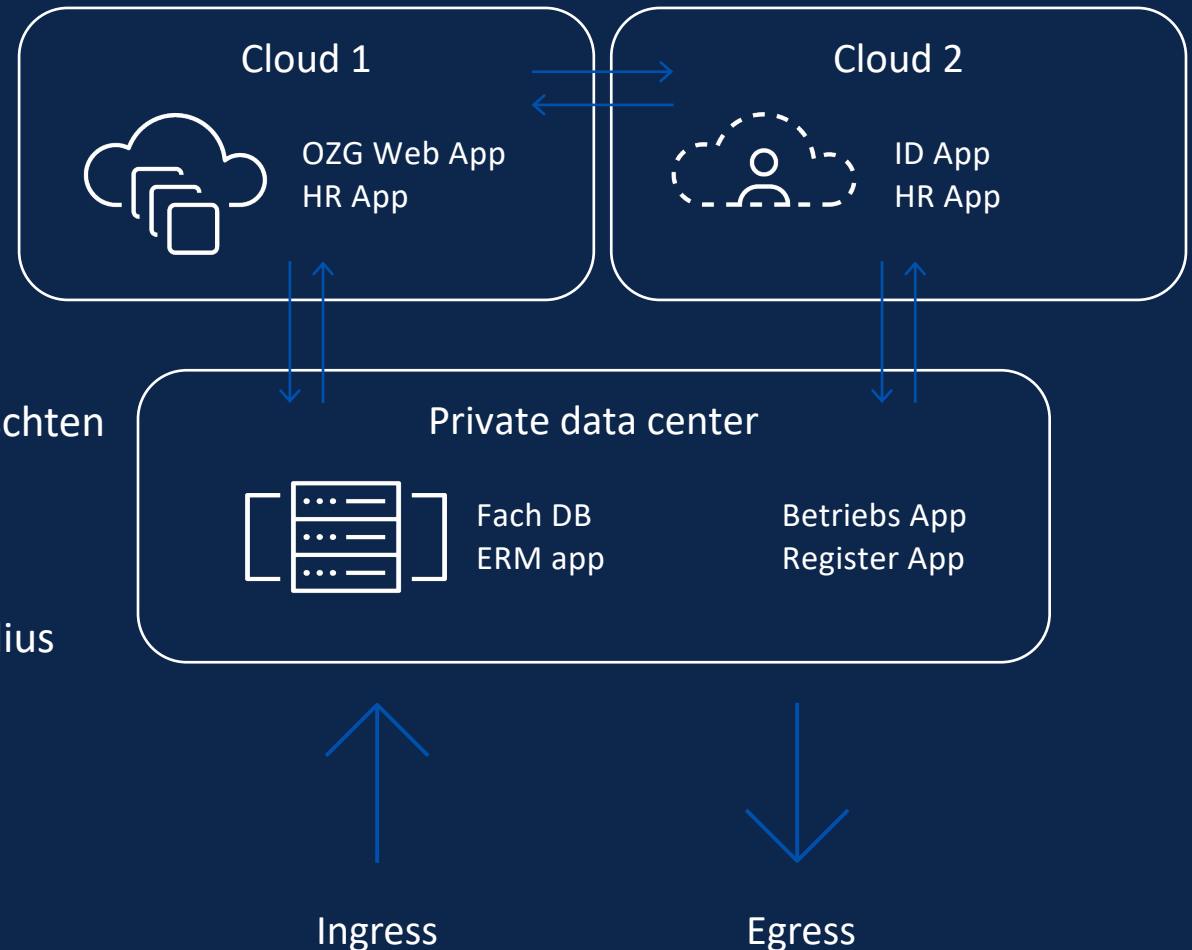 Cloud 1
OZG Web App
HR App
Cloud 2
ID App
HR App
chten
Private data center
Fach DB
ERM app
Betriebs App
Register App
lius
Ingress
Egress